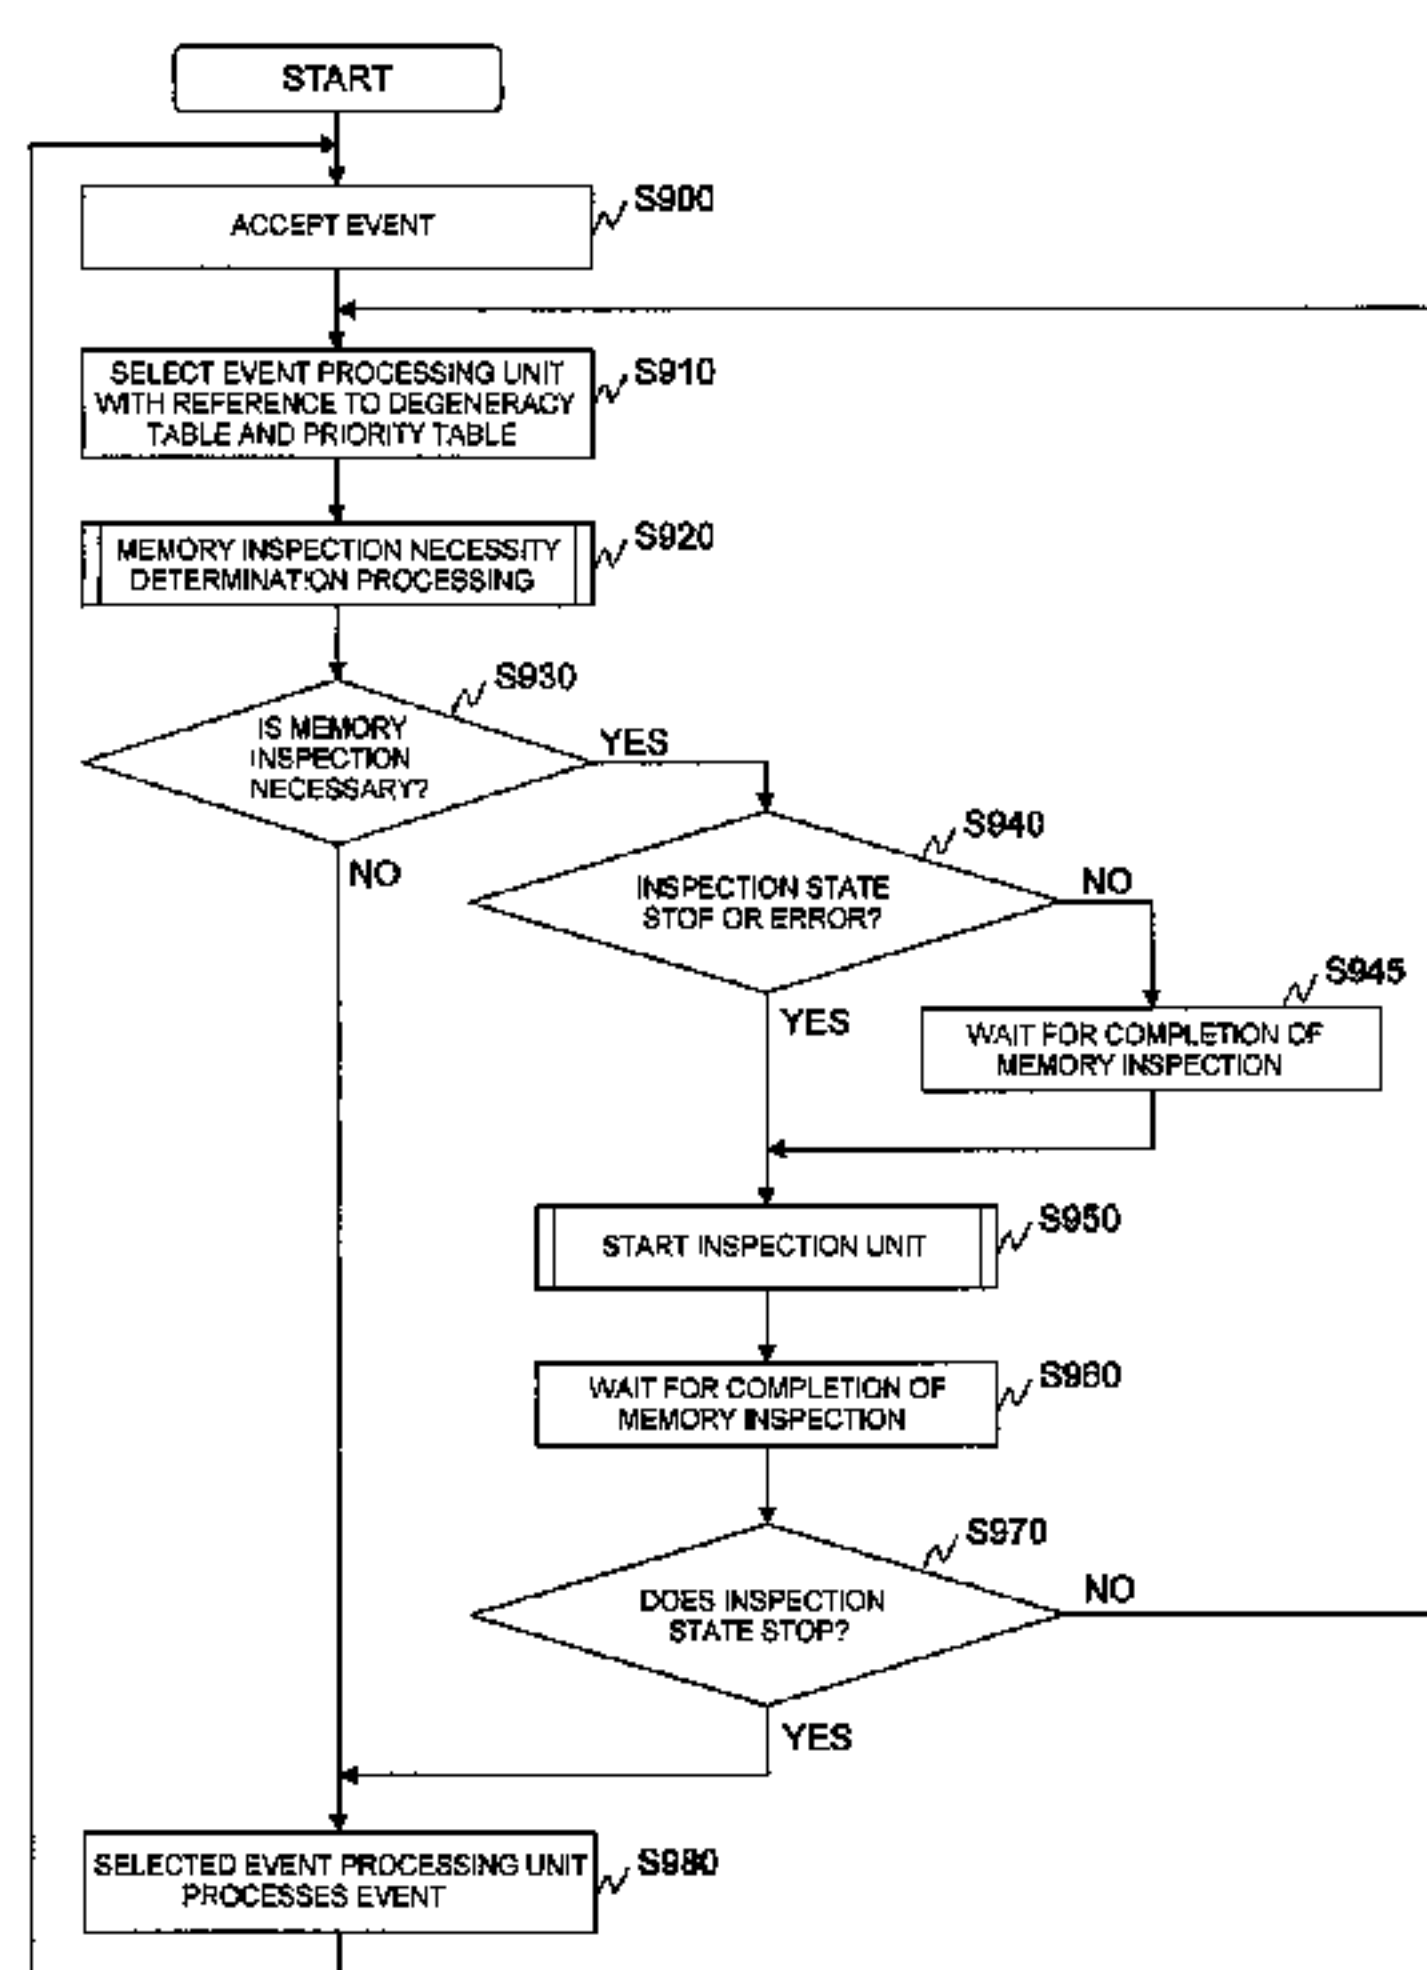 START
S900
ACCEPT EVENT
S910
SELECT EVENT PROCESSING UNIT
WITH REFERENCE TO DEGENERACY
TABLE AND PRIORITY TABLE
S920
MEMORY INSPECTION NECESSITY
DETERMINATION PROCESSING
S930
IS MEMORY
INSPECTION
NECESSARY?
YES
NO
S940
INSPECTION STATE
STOP OR ERROR?
NO
YES
S945
WAIT FOR COMPLETION OF
MEMORY INSPECTION
S950
START INSPECTION UNIT
S960
WAIT FOR COMPLETION OF
MEMORY INSPECTION
S970
DOES INSPECTION
STATE STOP?
NO
YES
S980
SELECTED EVENT PROCESSING UNIT
PROCESSES EVENT